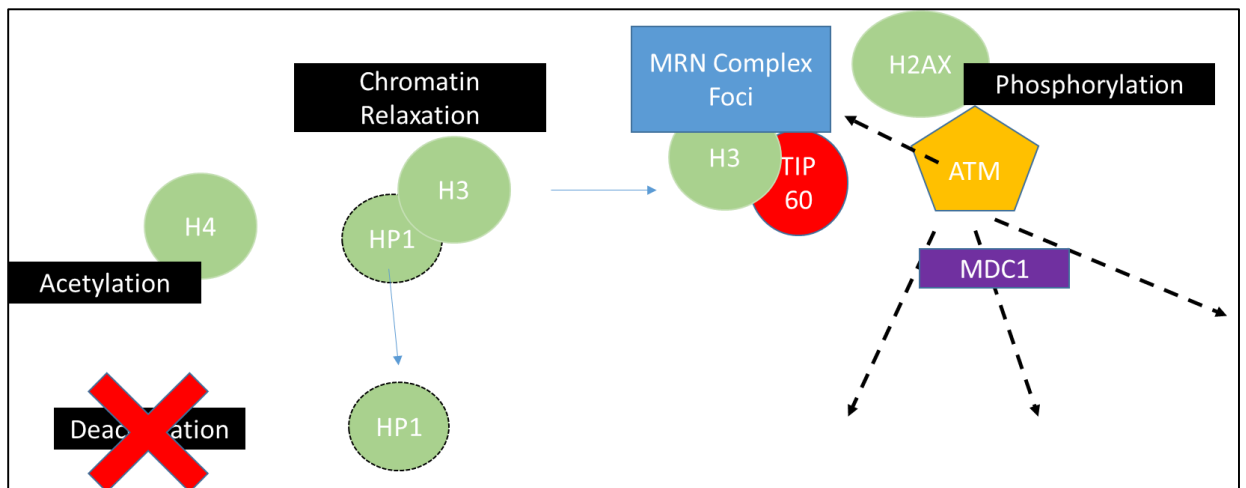 Chromatin
Relaxation
MRN Complex
Foci
H2AX
Phosphorylation
H3
H3
TIP
60
ATM
H4
HP1
Acetylation
MDC1
HP1